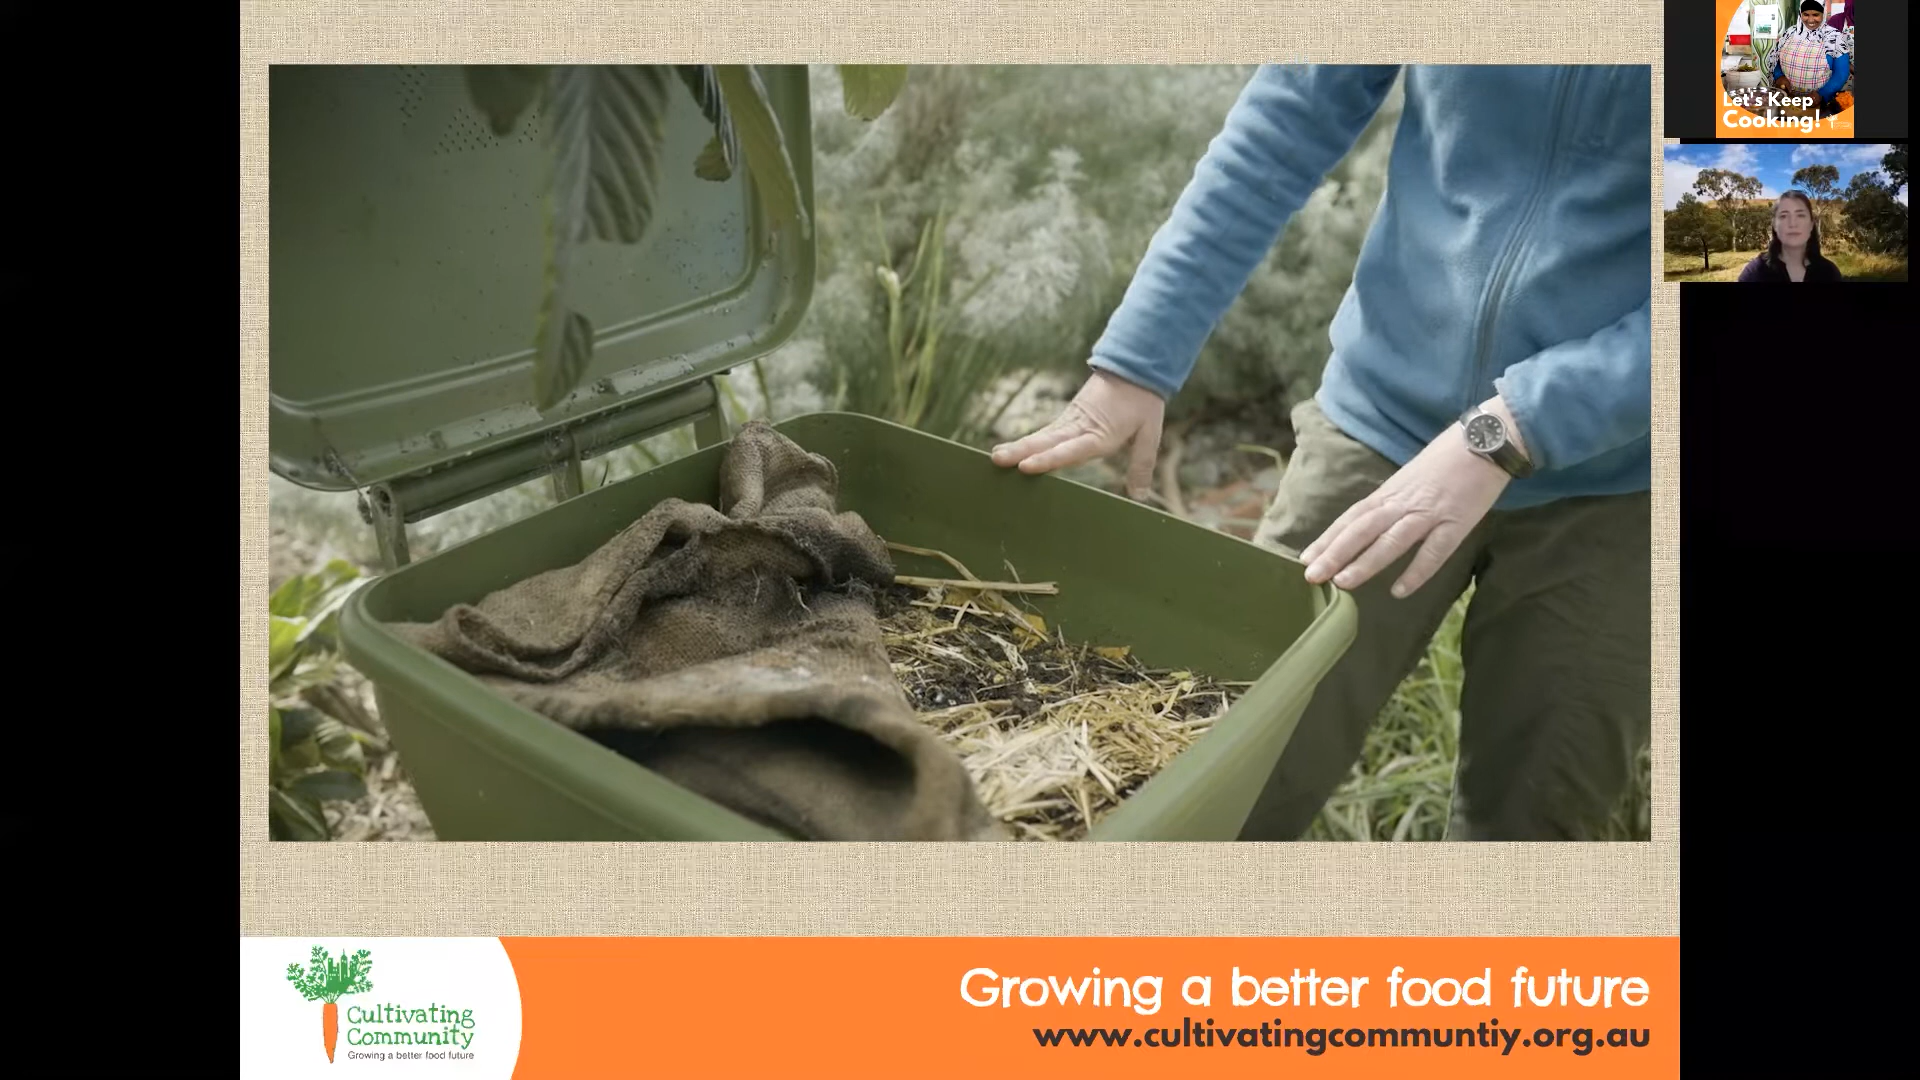 Let's Keep
Cooking!
Cultivating
Community
Growing a better food future
Growing a better food future
www.cultivatingcommuntiy.org.au